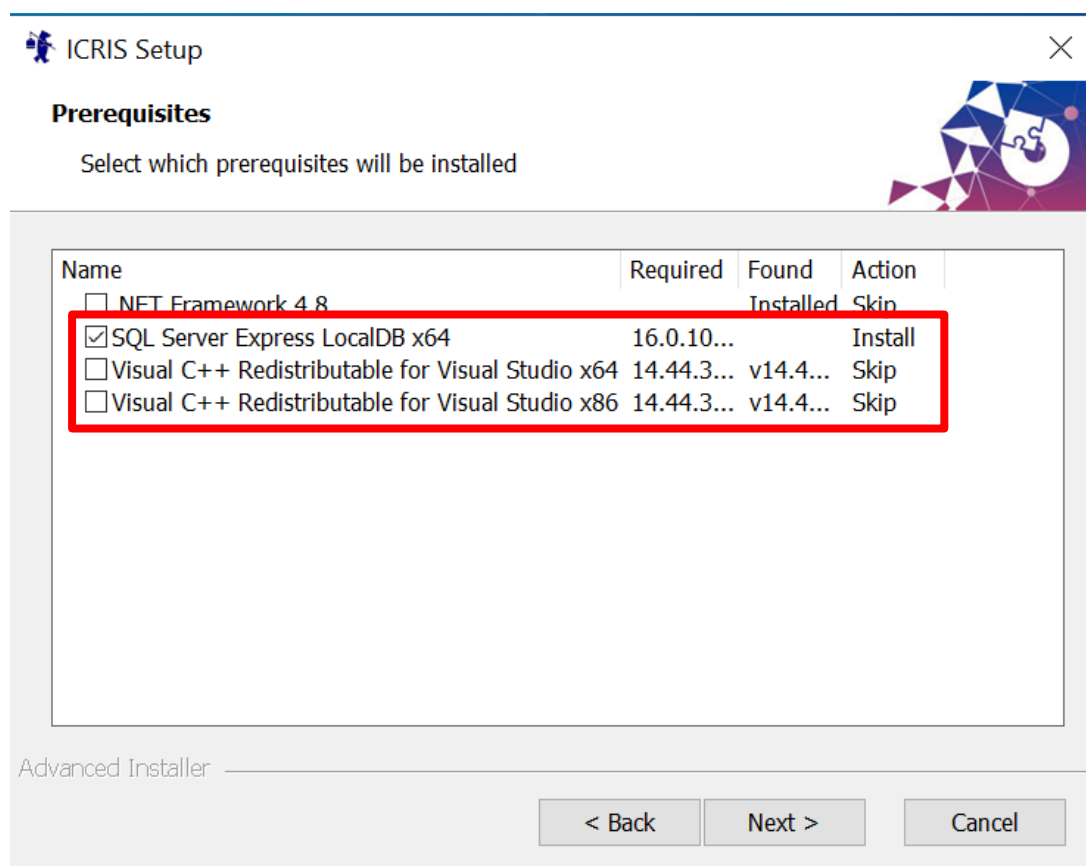 ICRIS Setup
Prerequisites
Select which prerequisites will be installed
Name Required Found Action
.NET Framework 4.8 Installed Skip
SQL Server Express LocalDB x64 16.0.10... Install
Visual C++ Redistributable for Visual Studio x64 14.44.3... v14.4... Skip
Visual C++ Redistributable for Visual Studio x86 14.44.3... v14.4... Skip
Advanced Installer
< Back Next > Cancel